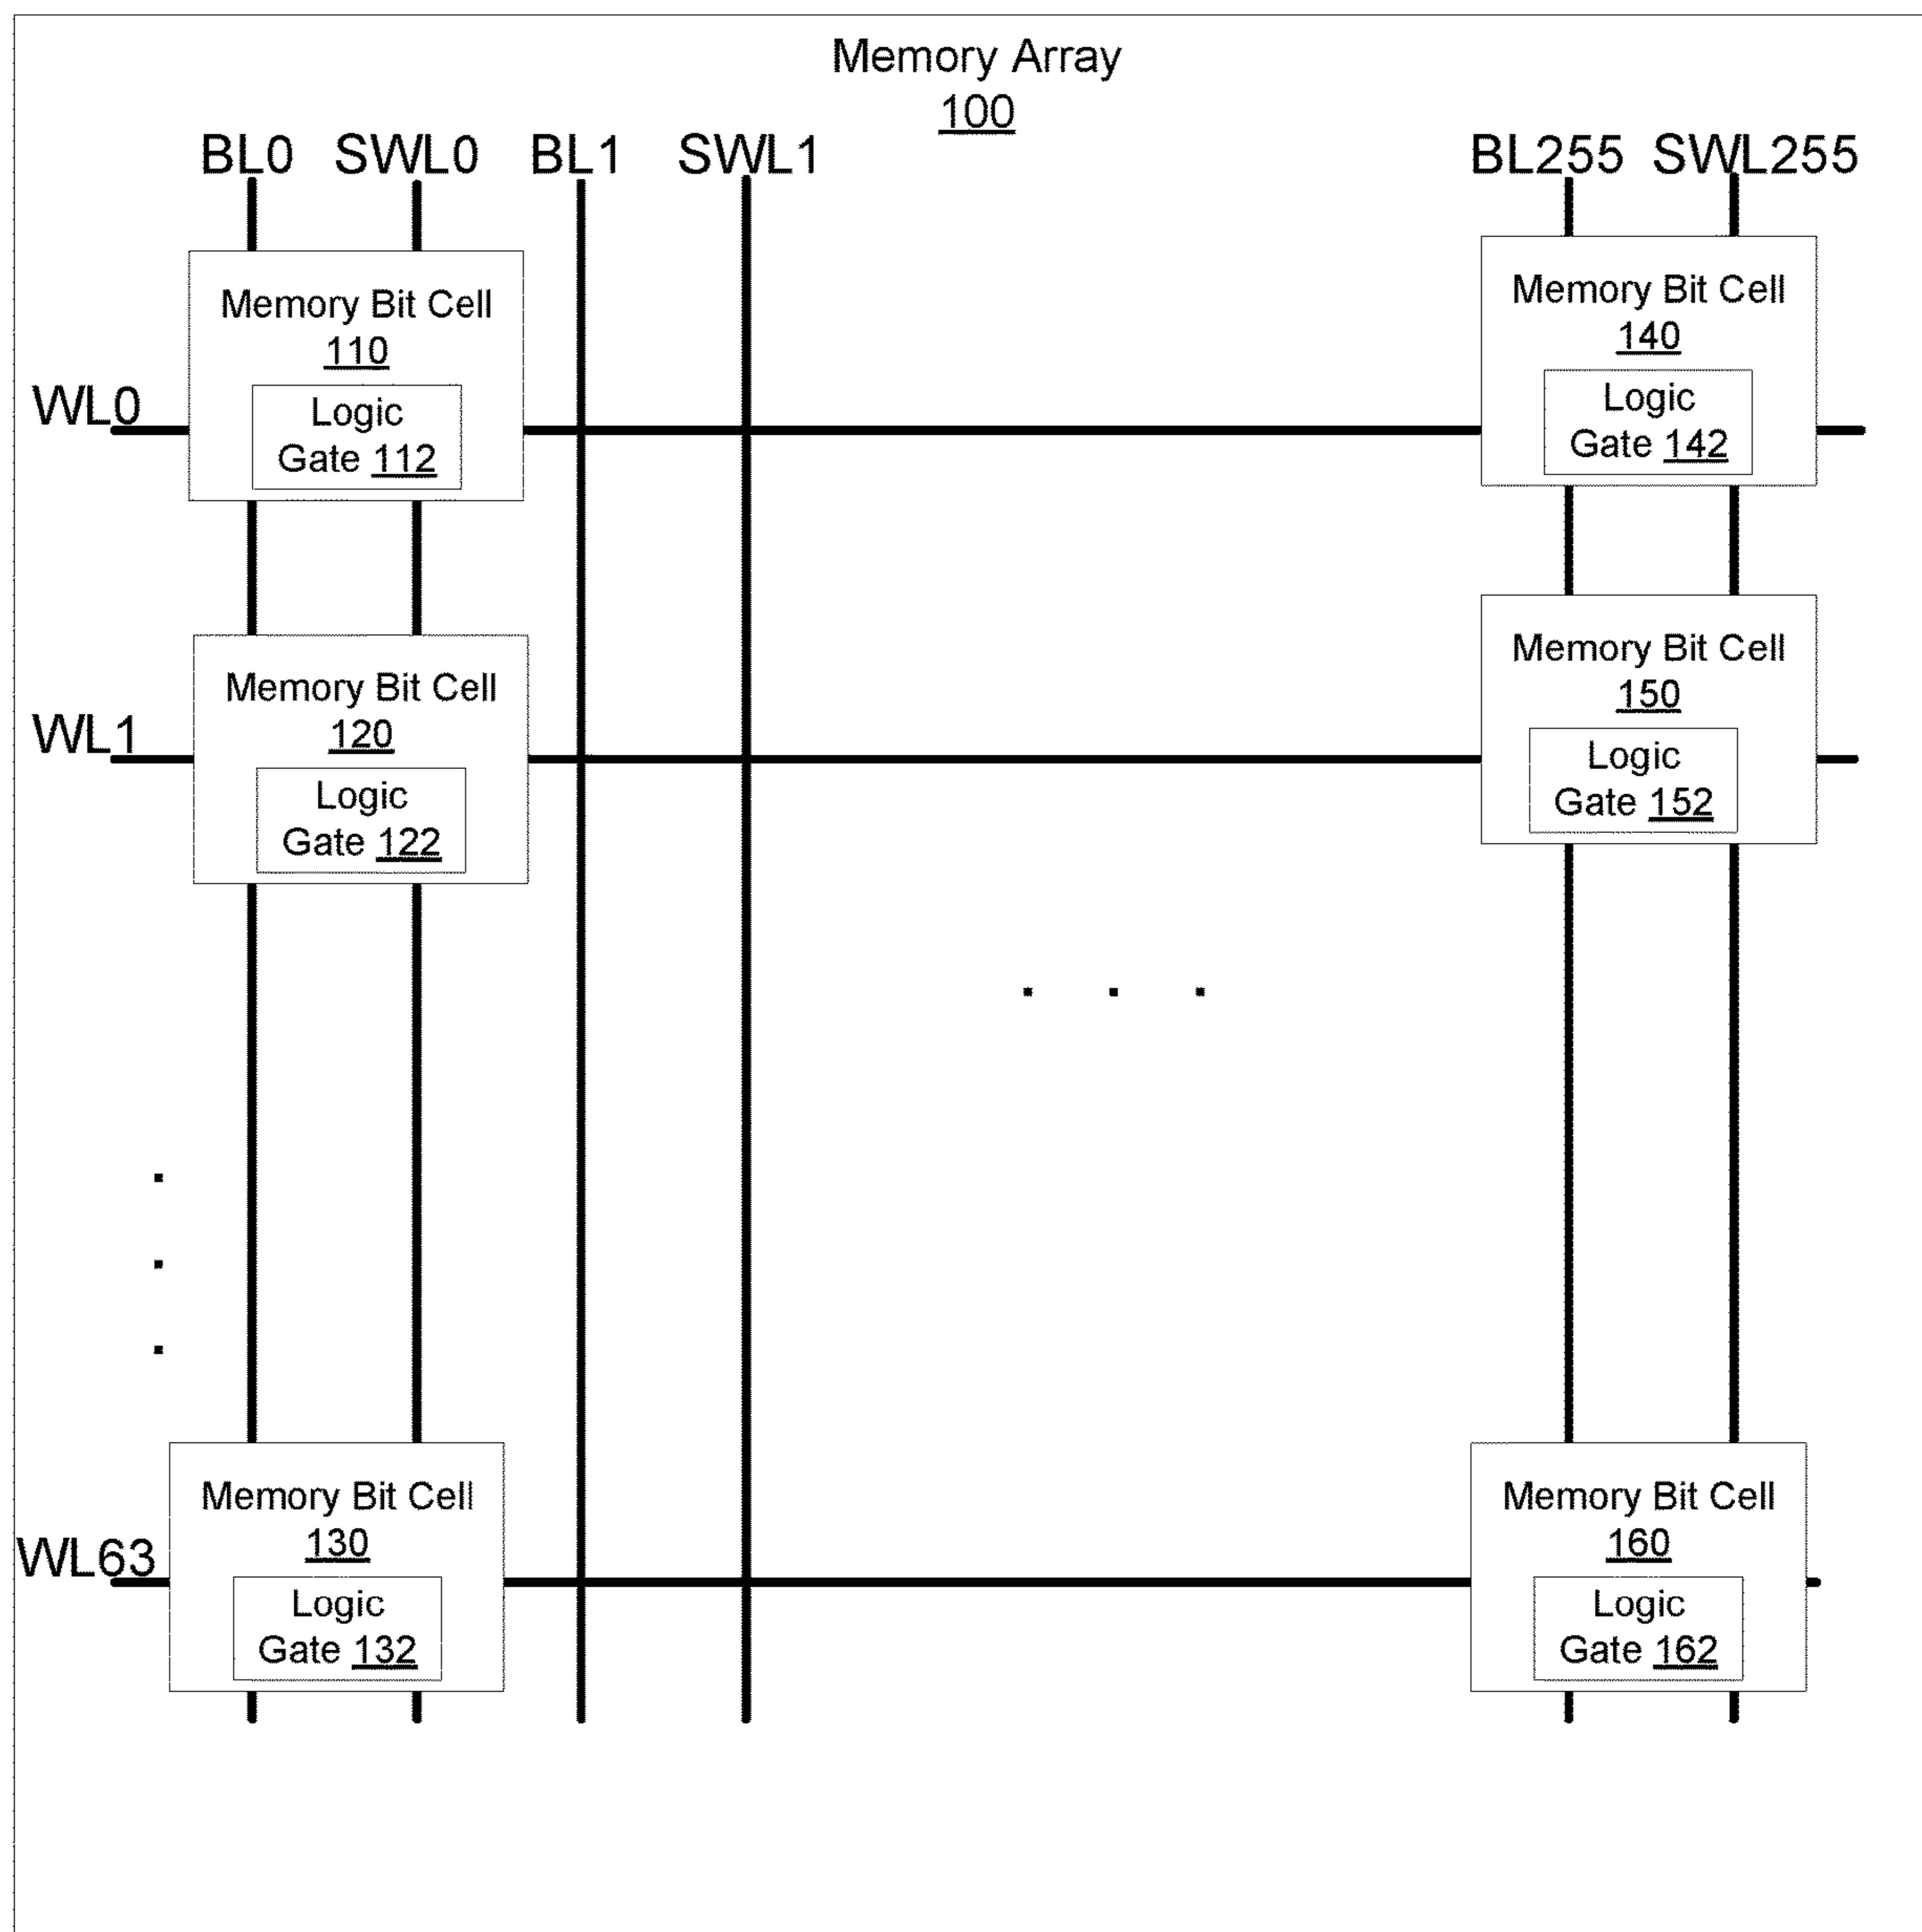 Memory Array
100
BL0 SWL0 BL1 SWL1 BL255 SWL255
Memory Bit Cell
110
Logic
Gate 112
Memory Bit Cell
140
Logic
Gate 142
WL0
Memory Bit Cell
120
Logic
Gate 122
Memory Bit Cell
150
Logic
Gate 152
WL1
. . .
.
.
.
Memory Bit Cell
130
Logic
Gate 132
Memory Bit Cell
160
Logic
Gate 162
WL63